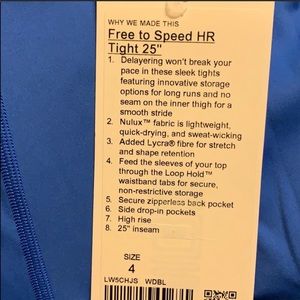 WHY WE MADE THIS
Free to Speed HR
Tight 25"
1. Delayering won't break your
pace in these sleek tights
featuring innovative storage
options for long runs and no
seam on the inner thigh for a
smooth stride
2. Nulux™ fabric is lightweight,
quick-drying, and sweat-wicking
3. Added Lycra® fibre for stretch
and shape retention
4. Feed the sleeves of your top
through the Loop Hold™
waistband tabs for secure,
non-restrictive storage
5. Secure zipperless back pocket
6. Side drop-in pockets
7. High rise
8. 25" inseam
SIZE
4
LW5CHJS WDBL